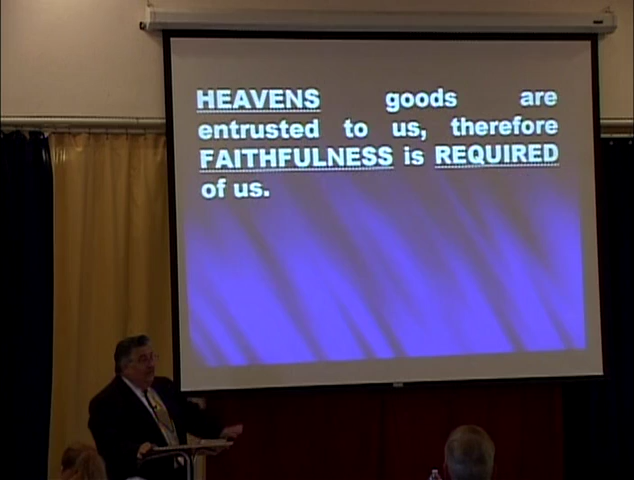 HEAVENS goods are
entrusted to us, therefore
FAITHFULNESS is REQUIRED
of us.